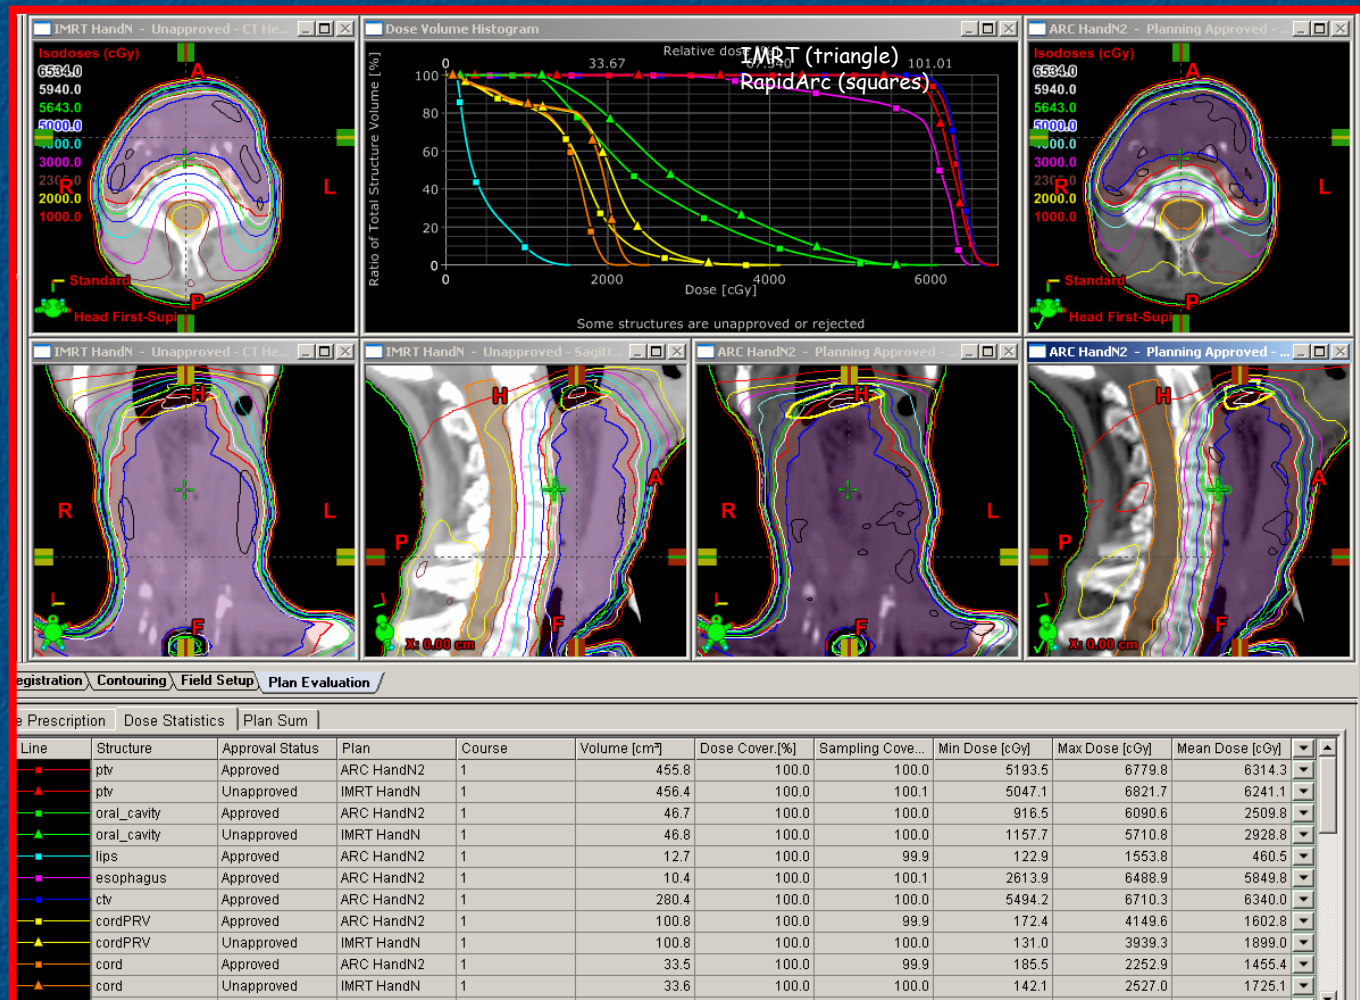 IMRT HandN - Unapproved - CT He...
Isodoses (cGy)
6534.0
5940.0
5643.0
5000.0
3000.0
2000.0
1000.0
A
R
L
P
Standard
Head First-Supi
Dose Volume Histogram
IMRT (triangle)
RapidArc (squares)
0
33.67
101.01
Ratio of Total Structure Volume [%]
100
80
60
40
20
0
0
2000
4000
6000
Dose [cGy]
Some structures are unapproved or rejected
ARC HandN2 - Planning Approved - ...
Isodoses (cGy)
6534.0
5940.0
5643.0
5000.0
3000.0
2000.0
1000.0
A
R
L
P
Standard
Head First-Supi
IMRT HandN - Unapproved - CT He...
H
R
L
F
IMRT HandN - Unapproved - Sagitt...
H
A
P
F
X: 0.00 cm
ARC HandN2 - Planning Approved - ...
H
R
L
F
ARC HandN2 - Planning Approved - ...
H
A
P
F
X: 0.00 cm
egistration Contouring Field Setup Plan Evaluation
e Prescription Dose Statistics Plan Sum
Line Structure Approval Status Plan Course Volume [cm³] Dose Cover.[%] Sampling Cove... Min Dose [cGy] Max Dose [cGy] Mean Dose [cGy]
ptv Approved ARC HandN2 1 455.8 100.0 100.0 5193.5 6779.8 6314.3
ptv Unapproved IMRT HandN 1 456.4 100.0 100.1 5047.1 6821.7 6241.1
oral_cavity Approved ARC HandN2 1 46.7 100.0 100.0 916.5 6090.6 2509.8
oral_cavity Unapproved IMRT HandN 1 46.8 100.0 100.0 1157.7 5710.8 2928.8
lips Approved ARC HandN2 1 12.7 100.0 99.9 122.9 1553.8 460.5
esophagus Approved ARC HandN2 1 10.4 100.0 100.1 2613.9 6488.9 5849.8
ctv Approved ARC HandN2 1 280.4 100.0 100.0 5494.2 6710.3 6340.0
cordPRV Approved ARC HandN2 1 100.8 100.0 99.9 172.4 4149.6 1602.8
cordPRV Unapproved IMRT HandN 1 100.8 100.0 100.0 131.0 3939.3 1899.0
cord Approved ARC HandN2 1 33.5 100.0 99.9 185.5 2252.9 1455.4
cord Unapproved IMRT HandN 1 33.6 100.0 100.0 142.1 2527.0 1725.1